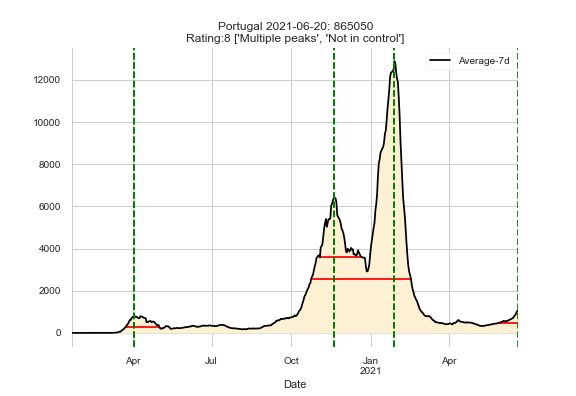 Portugal 2021-06-20: 865050
Rating:8 ['Multiple peaks', 'Not in control']
Average-7d
12000
10000
8000
6000
4000
2000
0
Apr
Jul
Oct
Jan
2021
Apr
Date